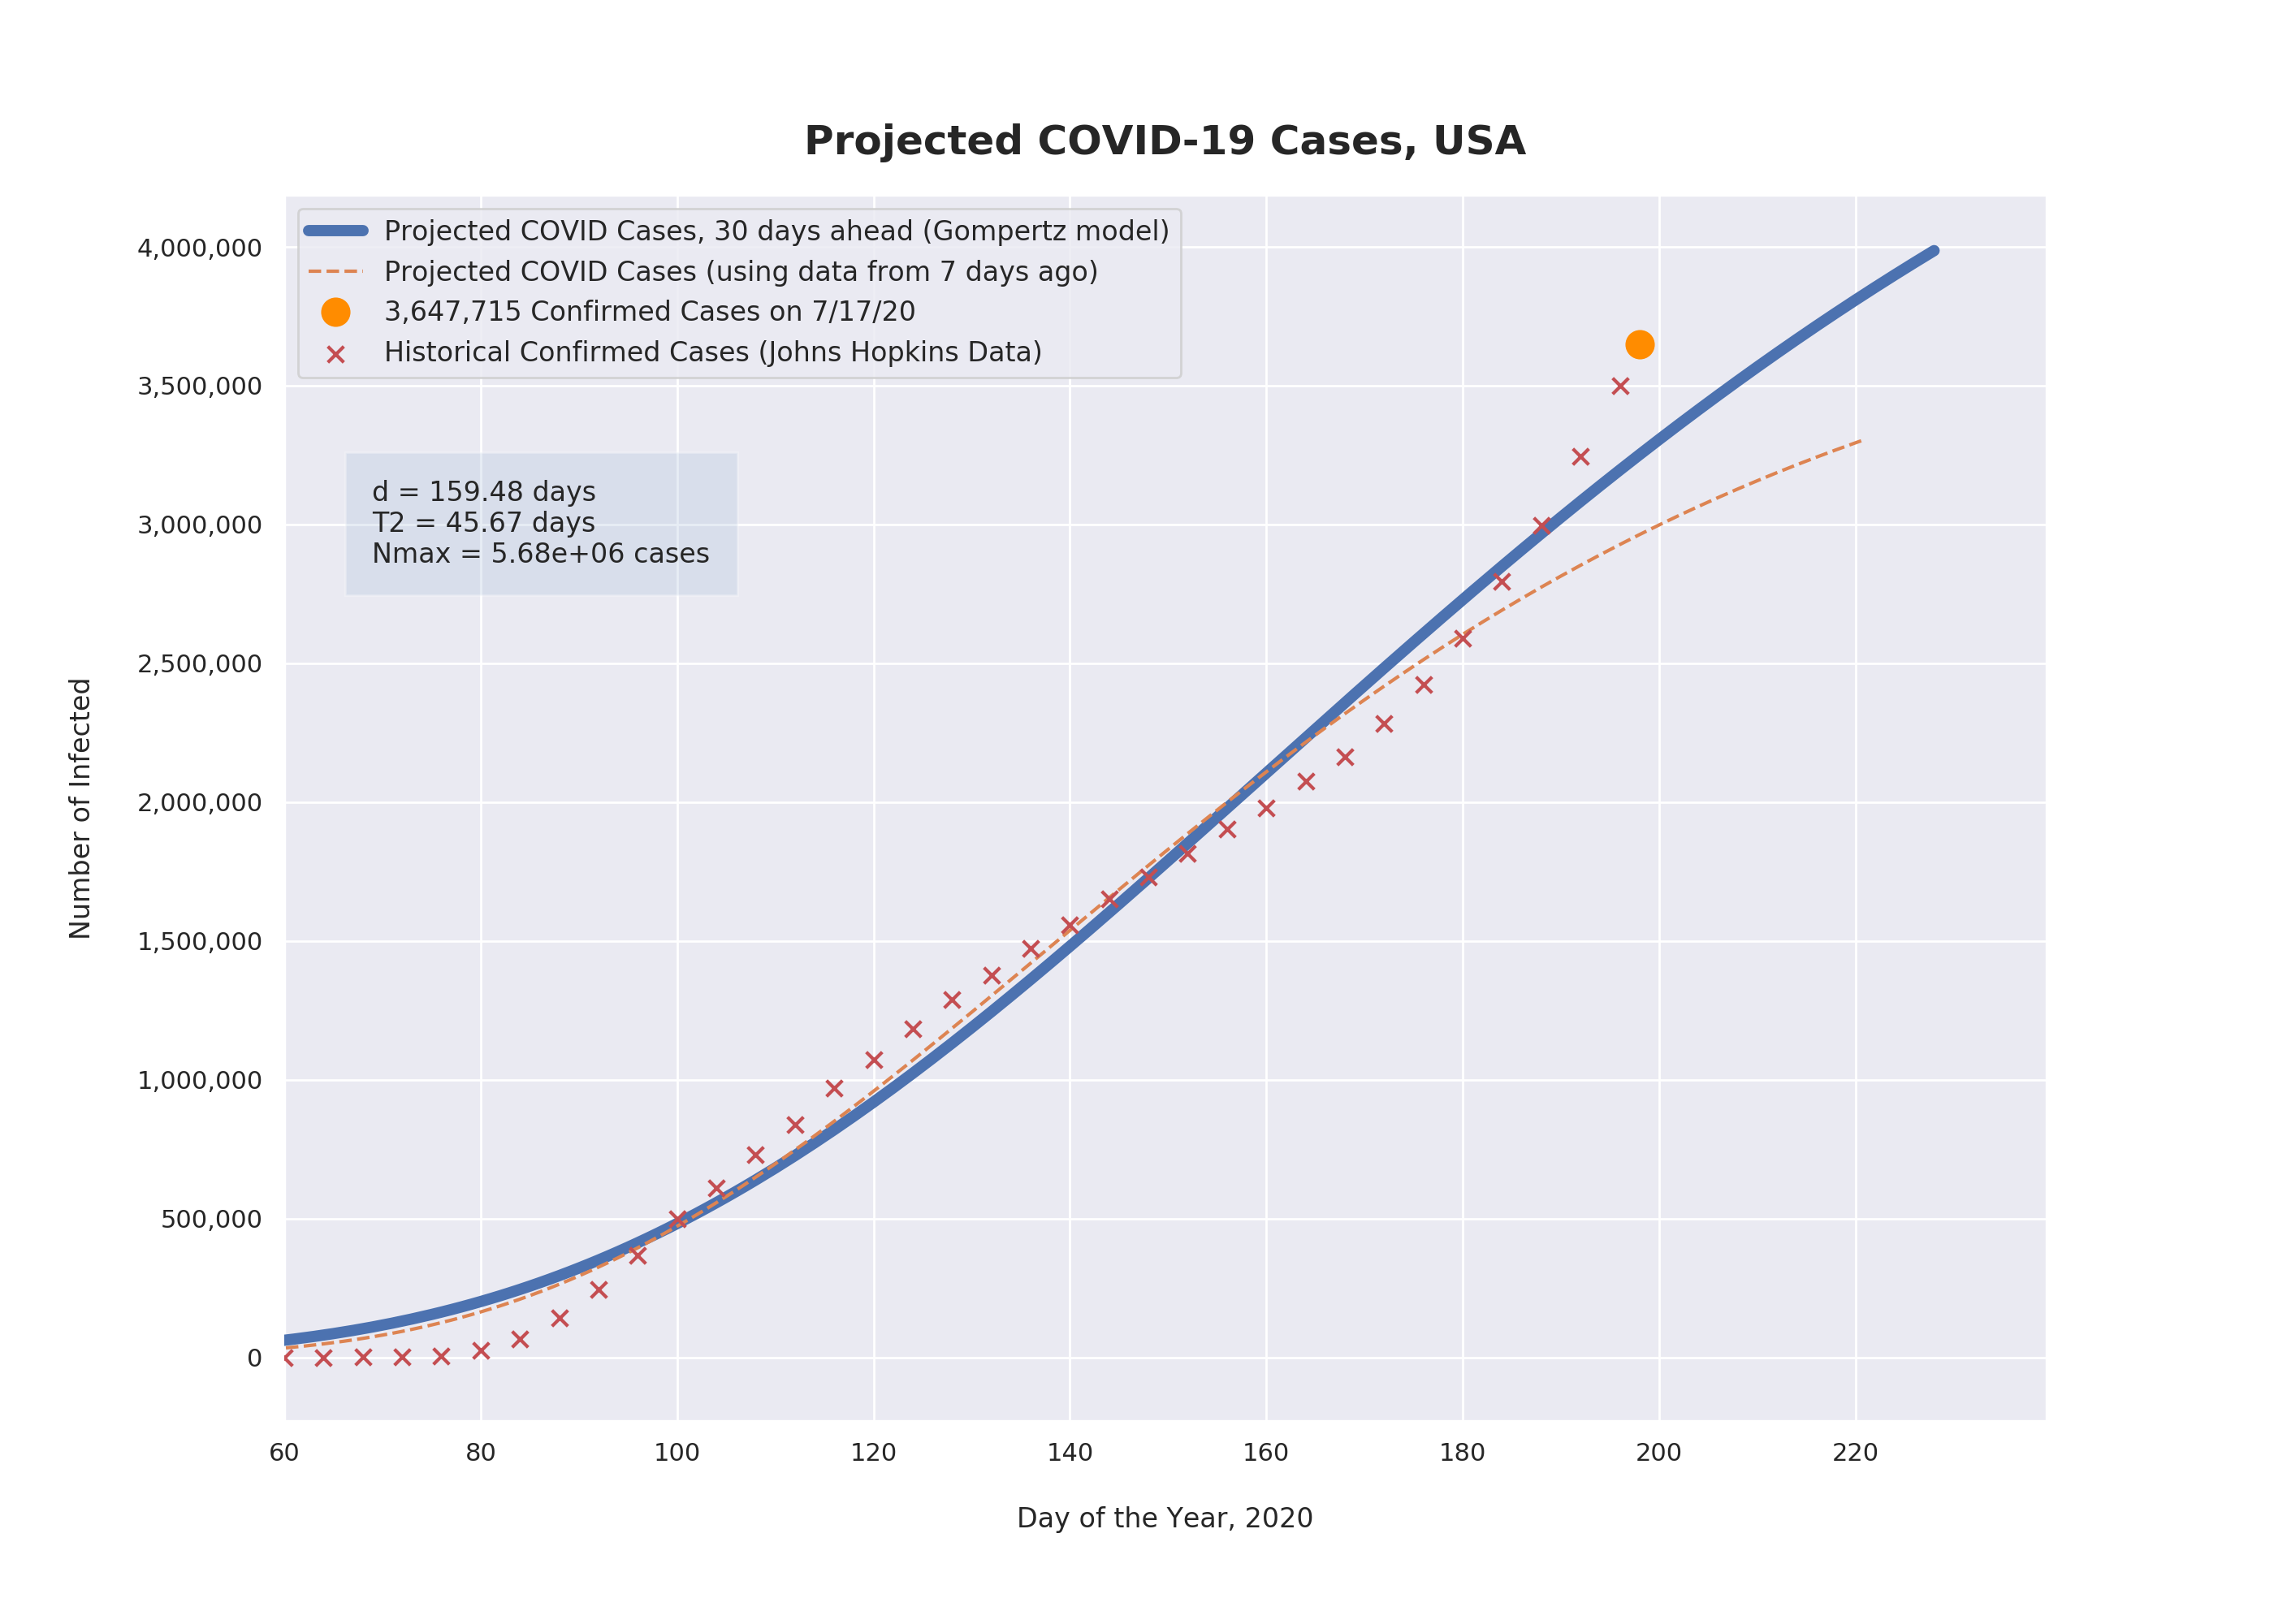 Projected COVID-19 Cases, USA
Projected COVID Cases, 30 days ahead (Gompertz model)
Projected COVID Cases (using data from 7 days ago)
3,647,715 Confirmed Cases on 7/17/20
Historical Confirmed Cases (Johns Hopkins Data)
d = 159.48 days
T2 = 45.67 days
Nmax = 5.68e+06 cases
Number of Infected
4,000,000
3,500,000
3,000,000
2,500,000
2,000,000
1,500,000
1,000,000
500,000
0
60 80 100 120 140 160 180 200 220
Day of the Year, 2020